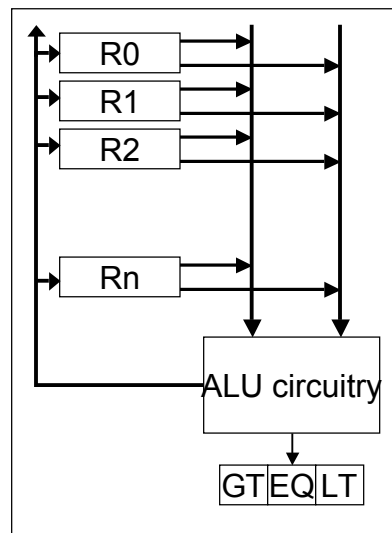 R0
R1
R2
Rn
ALU circuitry
GT EQ LT